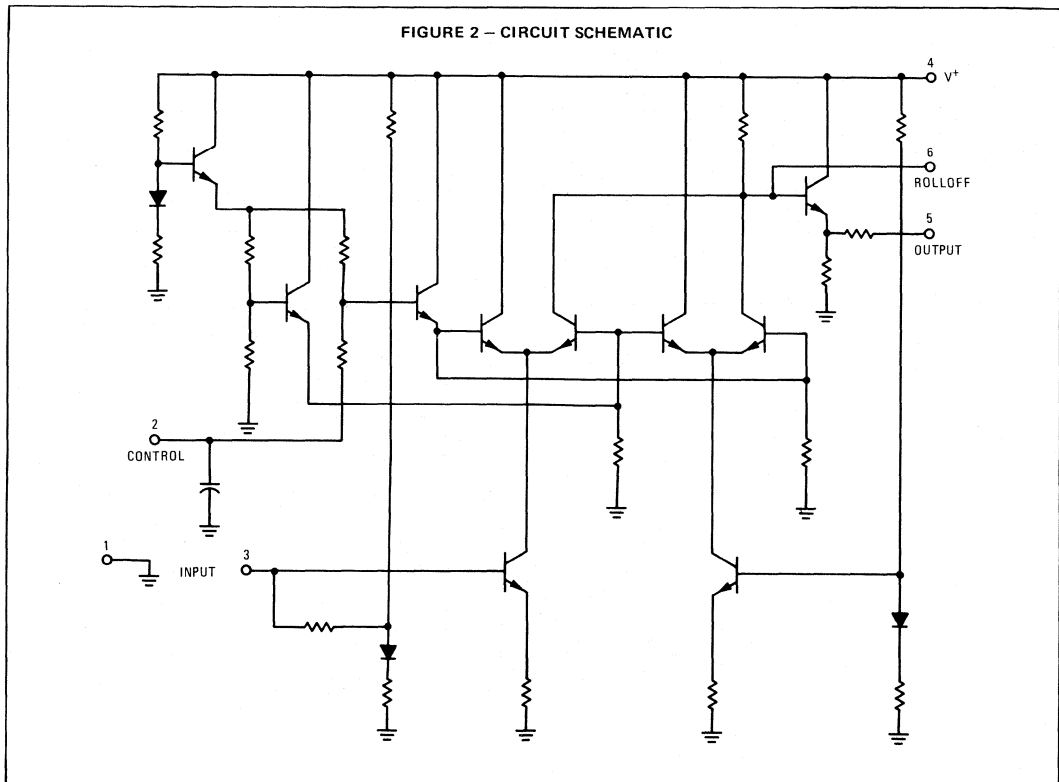 FIGURE 2 – CIRCUIT SCHEMATIC
4
V+
6
ROLLOFF
5
OUTPUT
2
CONTROL
1
INPUT
3